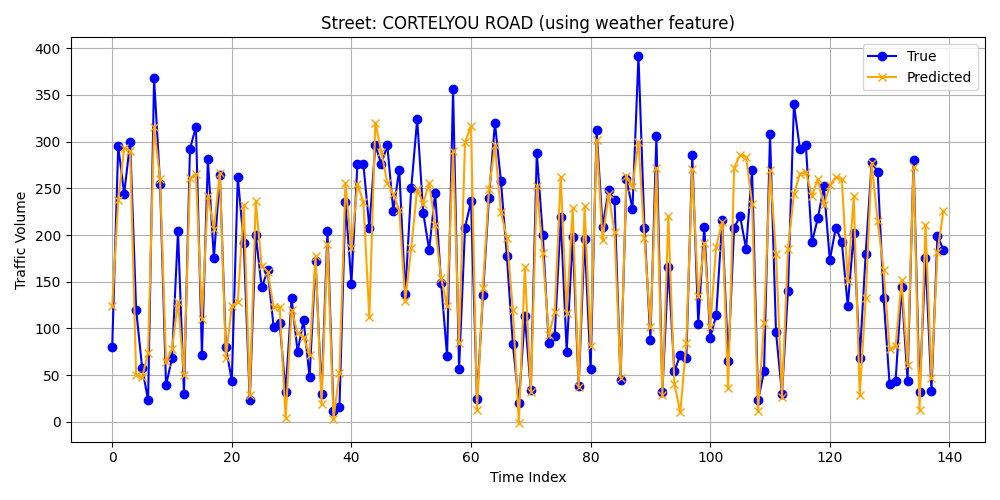 Street: CORTELYOU ROAD (using weather feature)
400
350
300
250
200
150
100
50
0
Traffic Volume
True
Predicted
0 20 40 60 80 100 120 140
Time Index